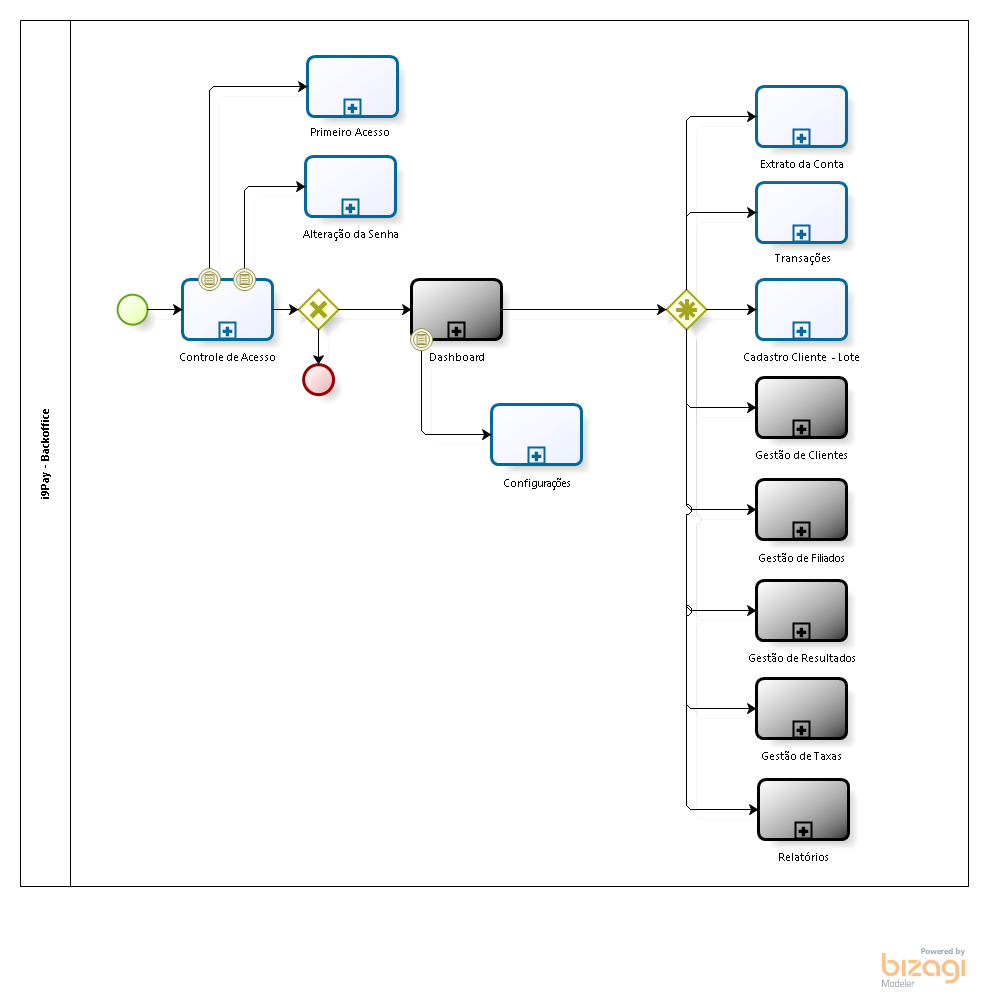 i9Pay - Backoffice
Primeiro Acesso
Alteração da Senha
Controle de Acesso
Dashboard
Configurações
Extrato da Conta
Transações
Cadastro Cliente - Lote
Gestão de Clientes
Gestão de Filiados
Gestão de Resultados
Gestão de Taxas
Relatórios
Powered by
bizagi
Modeler